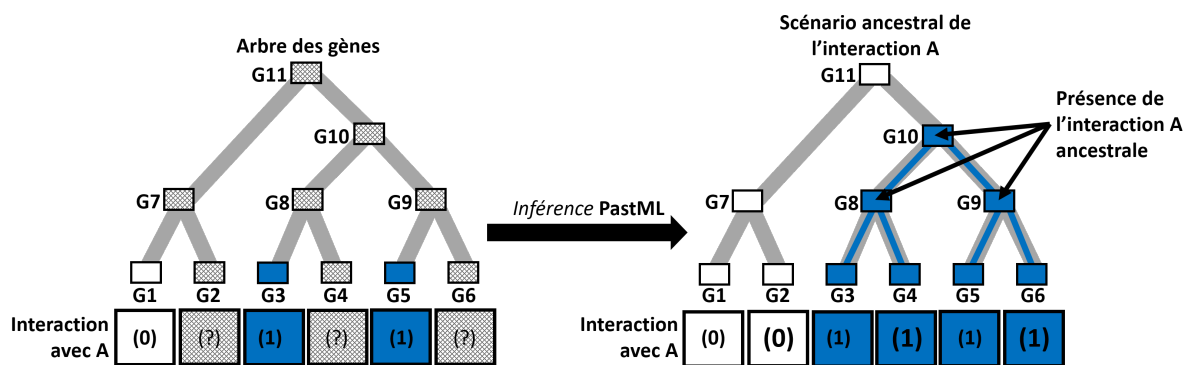 Arbre des gènes
G11
G10
G7
G8
G9
G1
G2
G3
G4
G5
G6
Interaction
avec A
(0)
(?)
(1)
(?)
(1)
(?)
Inférence PastML
Scénario ancestral de
l'interaction A
G11
G10
G7
G8
G9
Présence de
l'interaction A
ancestrale
G1
G2
G3
G4
G5
G6
Interaction
avec A
(0)
(0)
(1)
(1)
(1)
(1)